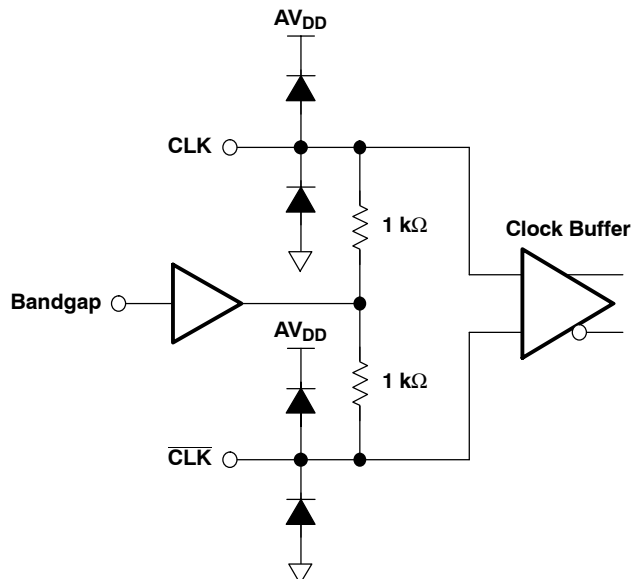 AVDD
CLK
1 kΩ
Clock Buffer
Bandgap
AVDD
1 kΩ
CLK